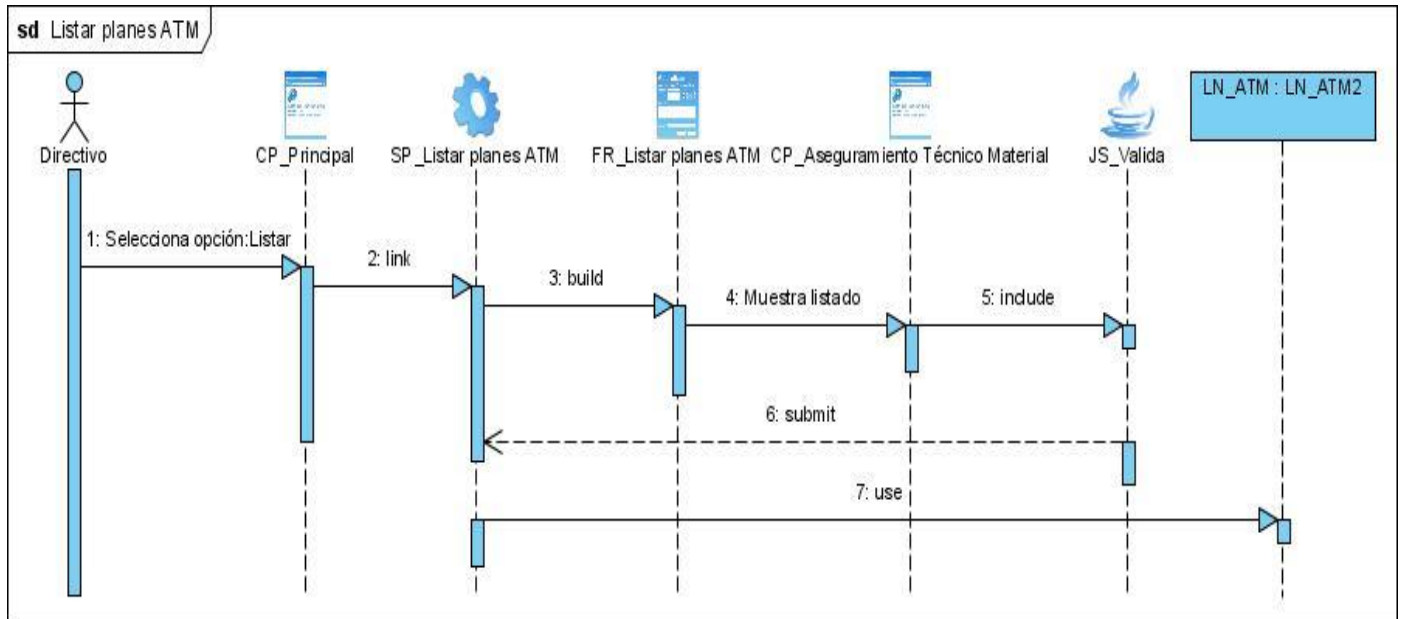 sd Listar planes ATM
LN_ATM : LN_ATM2
Directivo
CP_Principal
SP_Listar planes ATM
FR_Listar planes ATM
CP_Aseguramiento Técnico Material
JS_Valida
1: Selecciona opción:Listar
2: link
3: build
4: Muestra listado
5: include
6: submit
7: use